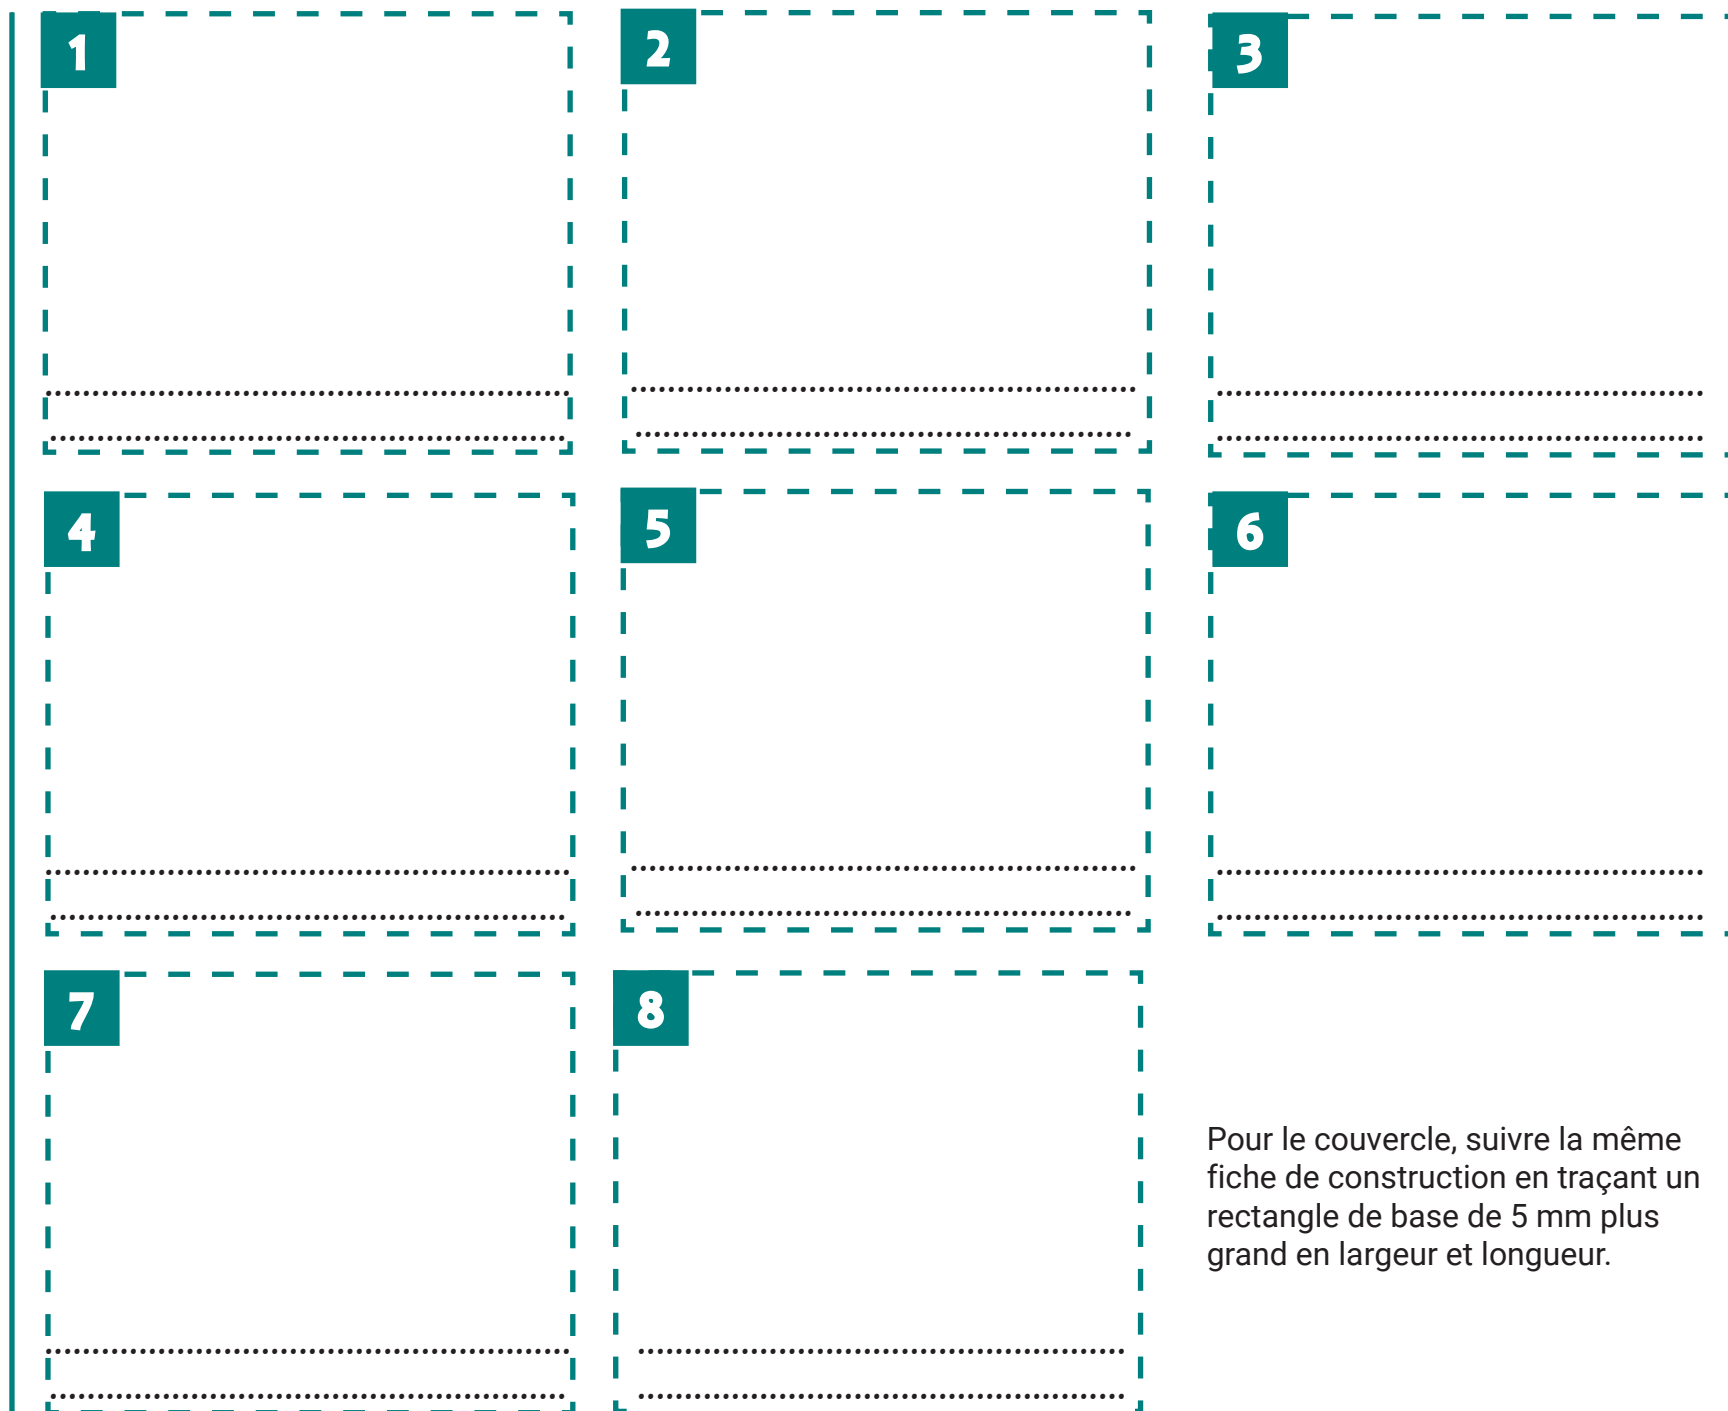 1
2
3
4
5
6
7
8
Pour le couvercle, suivre la même
fiche de construction en traçant un
rectangle de base de 5 mm plus
grand en largeur et longueur.